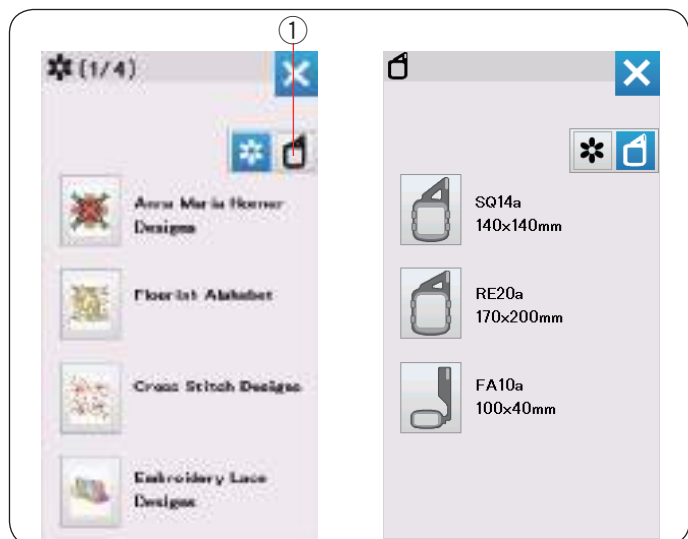 ①
(1/4)
Anna Maria Horner
Designs
Flourish Alphabet
Cross Stitch Designs
Embroidery Lace
Designs
SQ14a
140×140mm
RE20a
170×200mm
FA10a
100×40mm